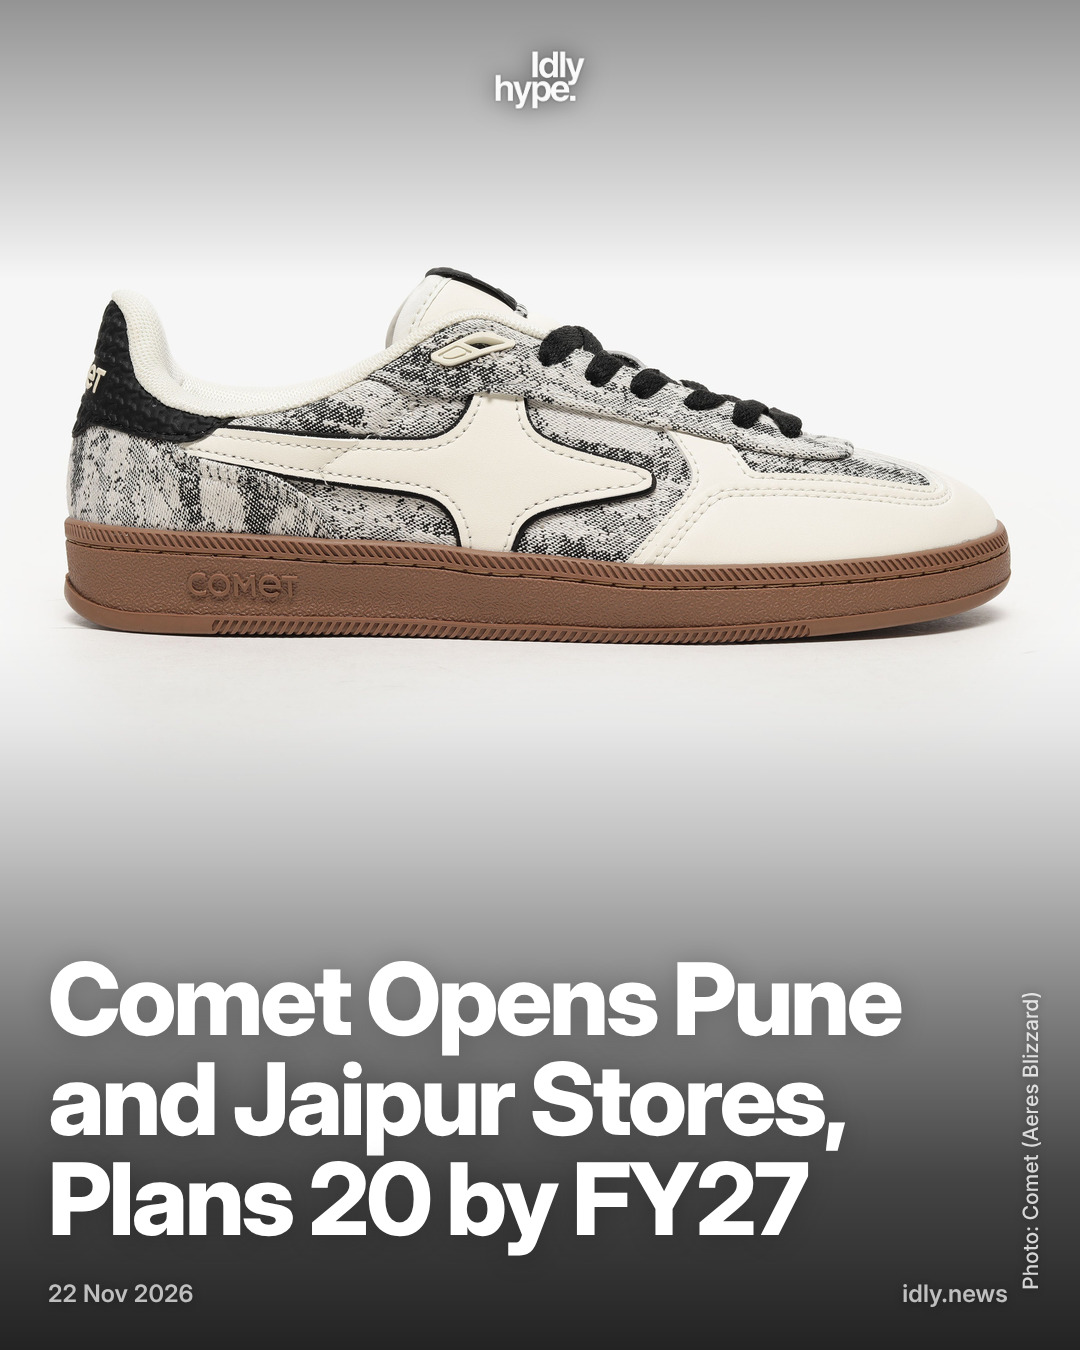 Idly
hype.
COMET
Comet Opens Pune
and Jaipur Stores,
Plans 20 by FY27
22 Nov 2026
idly.news
Photo: Comet (Aeres Blizzard)